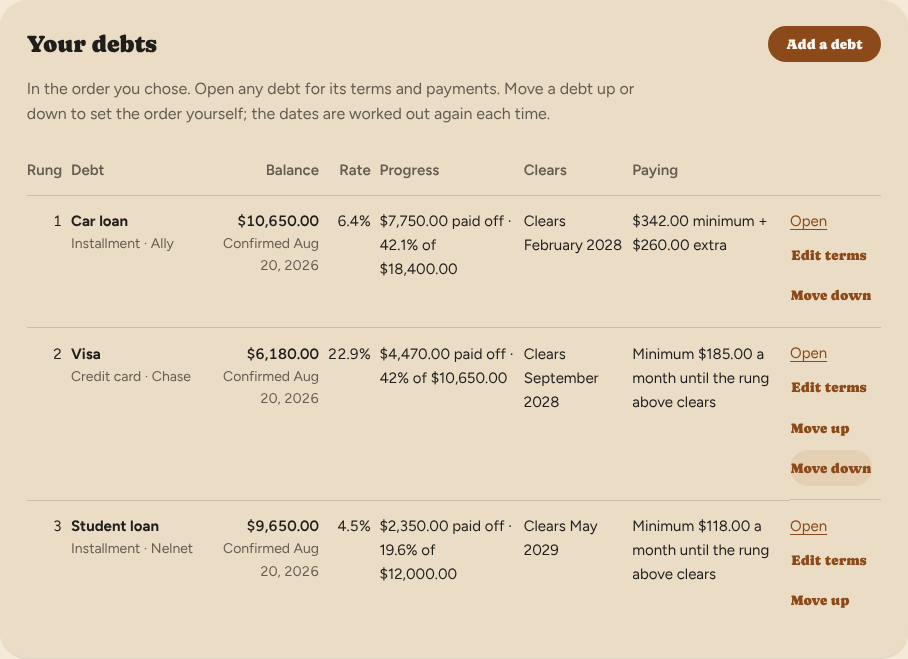 Your debts
Add a debt
In the order you chose. Open any debt for its terms and payments. Move a debt up or
down to set the order yourself; the dates are worked out again each time.
Rung Debt Balance Rate Progress Clears Paying
1 Car loan $10,650.00 6.4% $7,750.00 paid off · Clears $342.00 minimum + Open
Installment · Ally Confirmed Aug 42.1% of February 2028 $260.00 extra
20, 2026 $18,400.00 Edit terms
Move down
2 Visa $6,180.00 22.9% $4,470.00 paid off · Clears Minimum $185.00 a Open
Credit card · Chase Confirmed Aug 42% of $10,650.00 September month until the rung Edit terms
20, 2026 2028 above clears
Move up
Move down
3 Student loan $9,650.00 4.5% $2,350.00 paid off · Clears May Minimum $118.00 a Open
Installment · Nelnet Confirmed Aug 19.6% of 2029 month until the rung Edit terms
20, 2026 $12,000.00 above clears
Move up